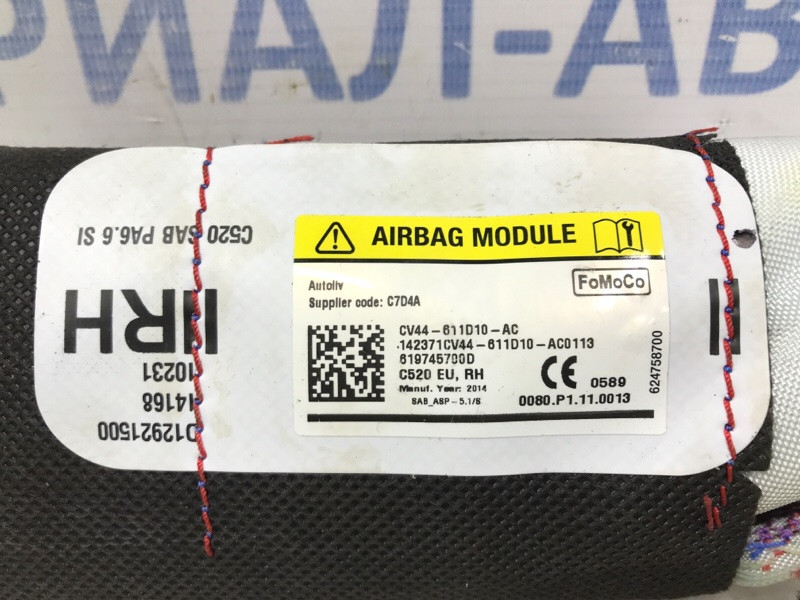 РИАЛ-АВ
C520 SAB PA6.6 SI
RH
10231
14168
D12921500
AIRBAG MODULE
Autoliv
Supplier code: C7D4A
FoMoCo
CV44-611D10-AC
142371CV44-611D10-AC0113
619745700D
C520 EU, RH
Manuf. Year: 2014
SAB_ASP-5.1/6
CE 0589
0080.P1.11.0013
624758700